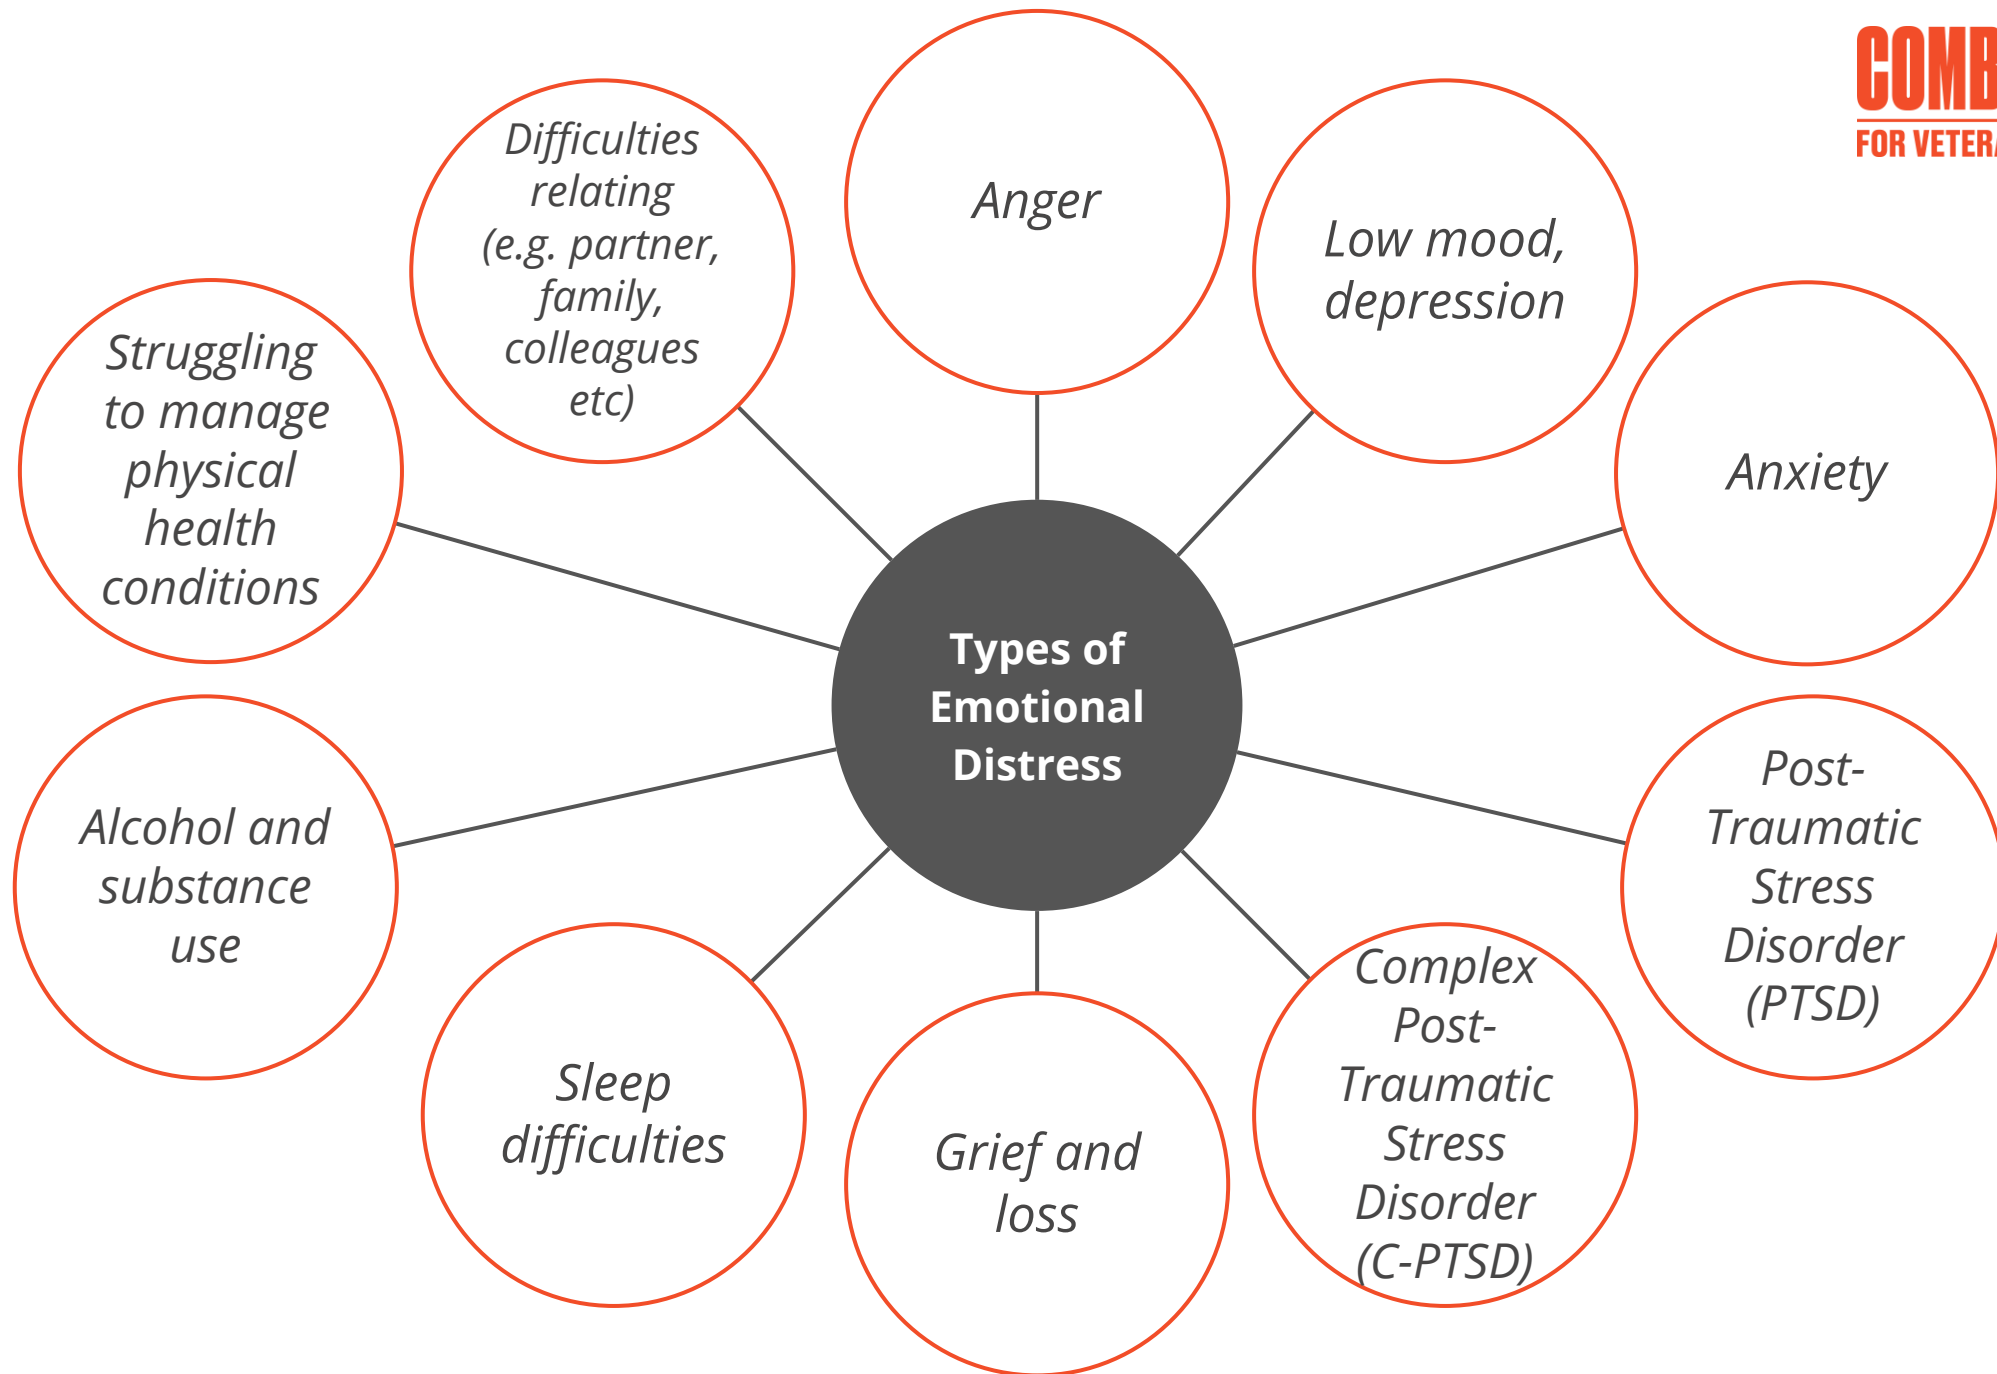 COMB
FOR VETERA
Anger
Low mood,
depression
Anxiety
Post-
Traumatic
Stress
Disorder
(PTSD)
Complex
Post-
Traumatic
Stress
Disorder
(C-PTSD)
Grief and
loss
Sleep
difficulties
Alcohol and
substance
use
Struggling
to manage
physical
health
conditions
Difficulties
relating
(e.g. partner,
family,
colleagues
etc)
Types of
Emotional
Distress